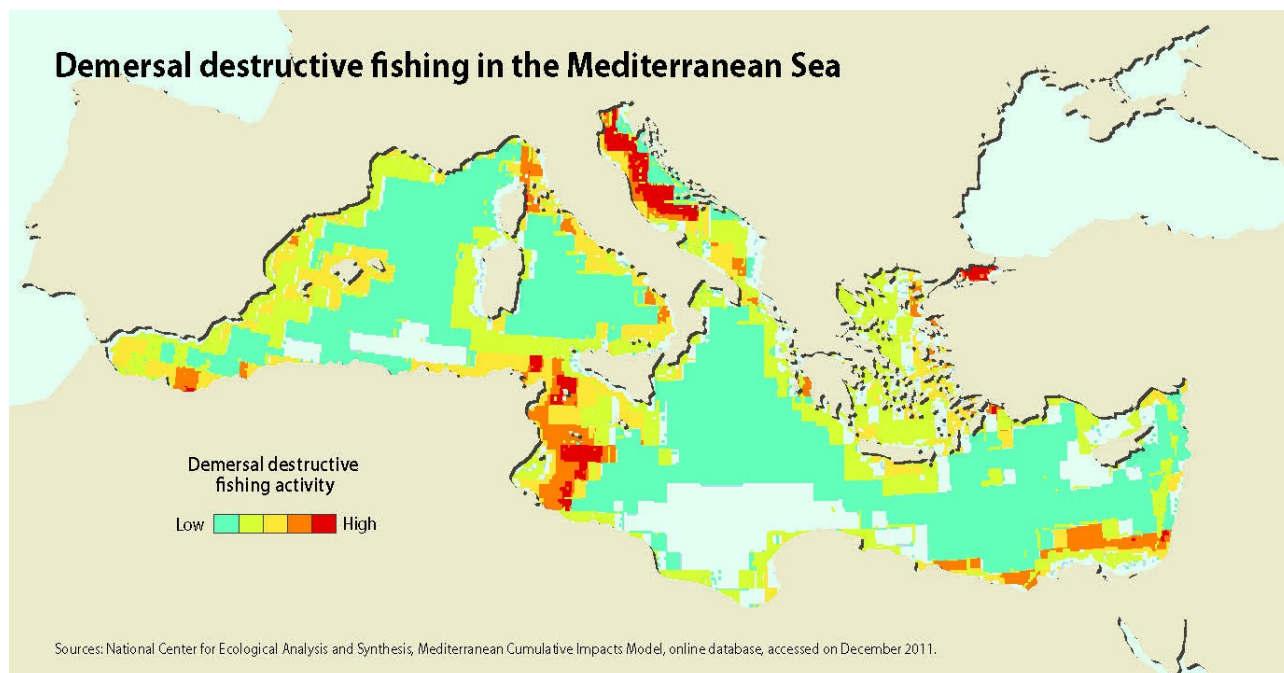 Demersal destructive fishing in the Mediterranean Sea
Demersal destructive
fishing activity
Low High
Sources: National Center for Ecological Analysis and Synthesis, Mediterranean Cumulative Impacts Model, online database, accessed on December 2011.